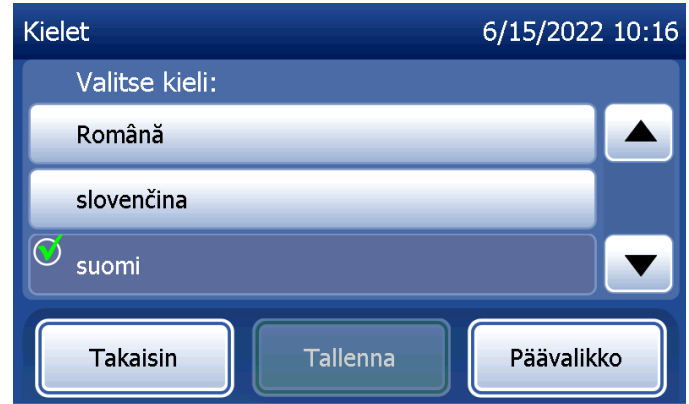 Kielet 6/15/2022 10:16
Valitse kieli:
Română
slovenčina
suomi
Takaisin Tallenna Päävalikko